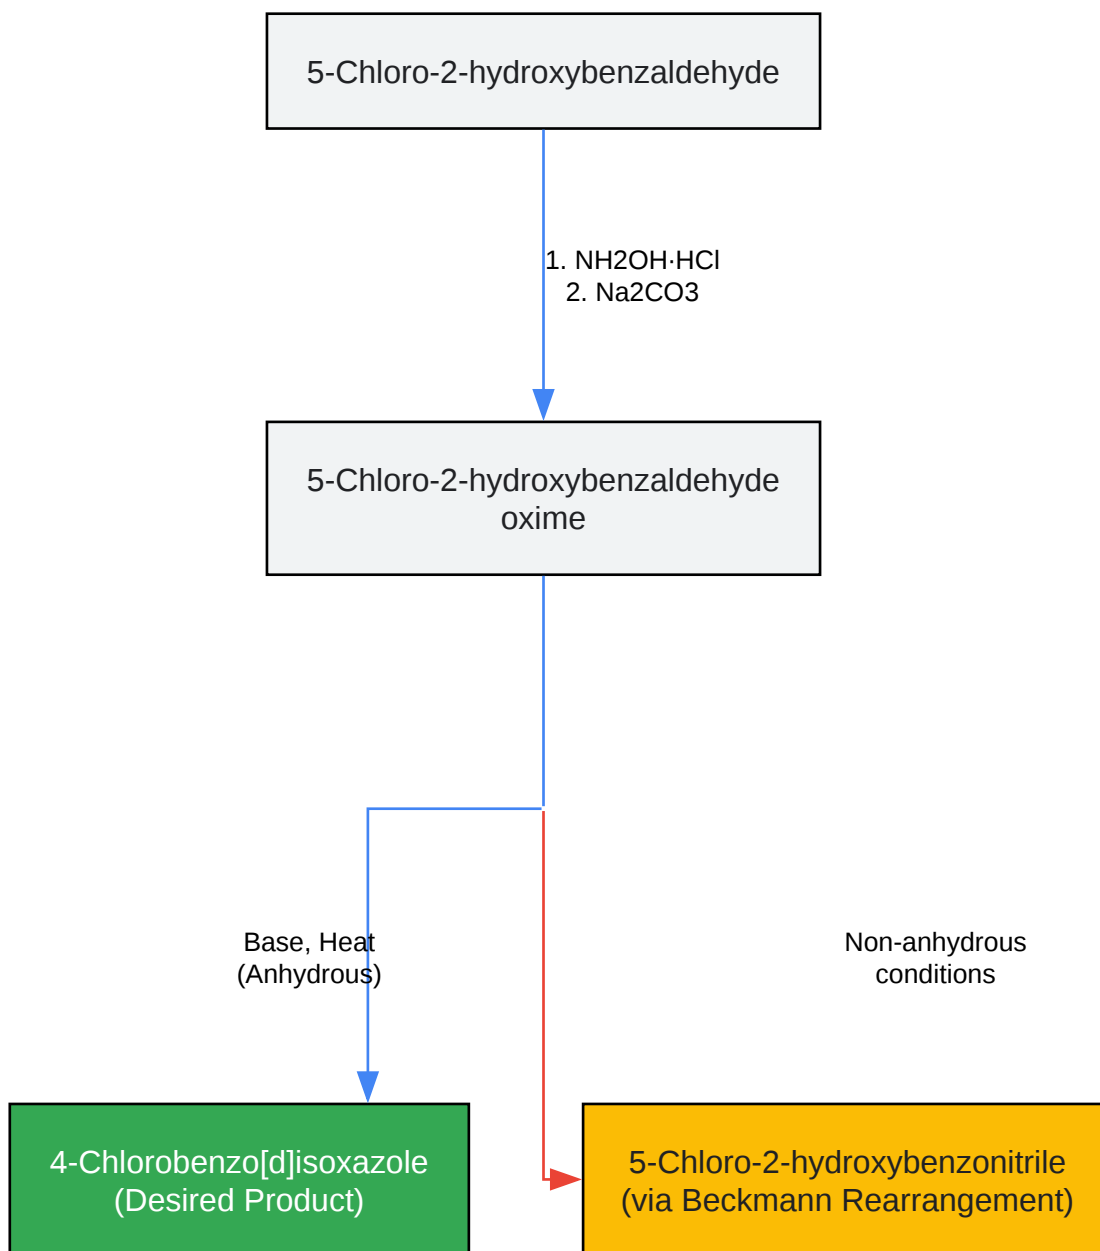 5-Chloro-2-hydroxybenzaldehyde
1. NH2OH·HCl
2. Na2CO3
5-Chloro-2-hydroxybenzaldehyde
oxime
Base, Heat
(Anhydrous)
Non-anhydrous
conditions
4-Chlorobenzo[d]isoxazole
(Desired Product)
5-Chloro-2-hydroxybenzonitrile
(via Beckmann Rearrangement)